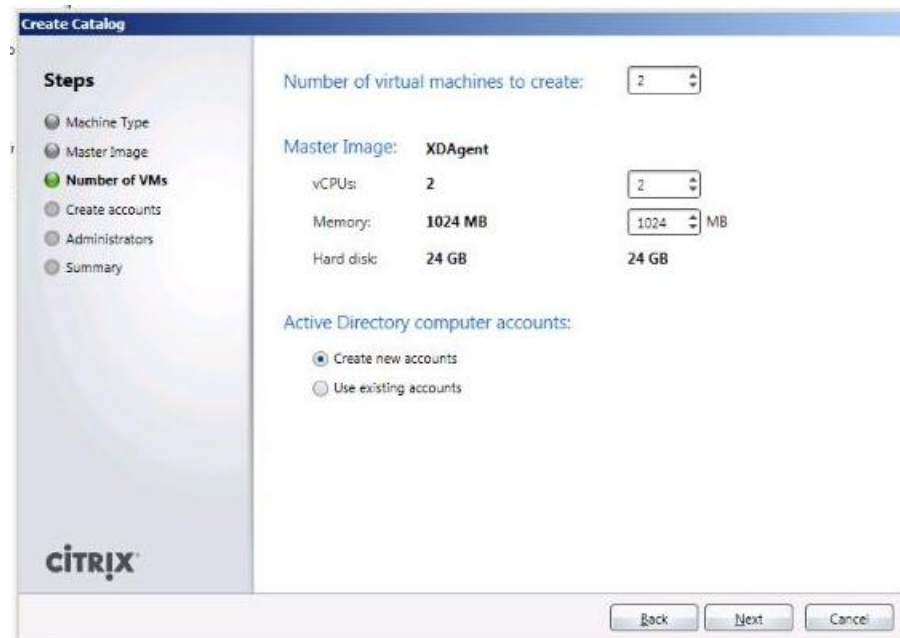 Create Catalog
Steps
Machine Type
Master Image
Number of VMs
Create accounts
Administrators
Summary
CITRIX
Number of virtual machines to create: 2
Master Image: XDAgent
vCPUs: 2 2
Memory: 1024 MB 1024 MB
Hard disk: 24 GB 24 GB
Active Directory computer accounts:
Create new accounts
Use existing accounts
Back Next Cancel